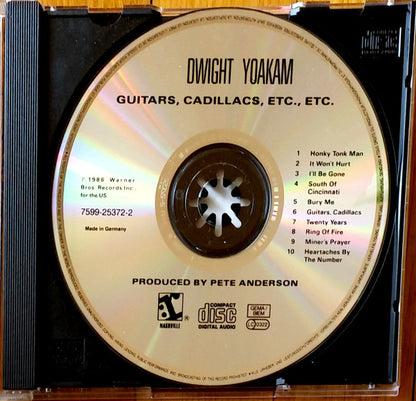 DWIGHT YOAKAM
GUITARS, CADILLACS, ETC., ETC.
℗ 1986 Warner
Bros. Records Inc.
for the US
7599-25372-2
Made in Germany
1 Honky Tonk Man
2 It Won't Hurt
3 I'll Be Gone
4 South Of
Cincinnati
5 Bury Me
6 Guitars, Cadillacs
7 Twenty Years
8 Ring Of Fire
9 Miner's Prayer
10 Heartaches By
The Number
PRODUCED BY PETE ANDERSON
NASHVILLE
COMPACT
disc
DIGITAL AUDIO
GEMA/
BIEM
LC 0322
disc